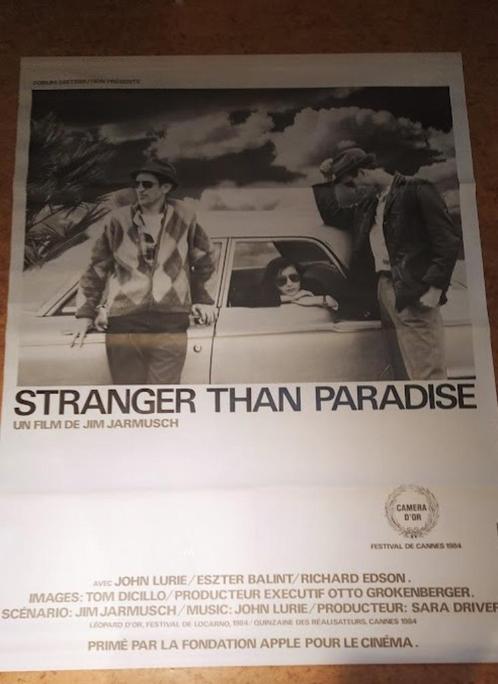 FORUM DISTRIBUTION PRÉSENTE
STRANGER THAN PARADISE
UN FILM DE JIM JARMUSCH
CAMERA
D'OR
FESTIVAL DE CANNES 1984
AVEC JOHN LURIE/ESZTER BALINT/RICHARD EDSON.
IMAGES: TOM DICILLO/PRODUCTEUR EXECUTIF OTTO GROKENBERGER.
SCÉNARIO: JIM JARMUSCH/MUSIC: JOHN LURIE/PRODUCTEUR: SARA DRIVER
LÉOPARD D'OR, FESTIVAL DE LOCARNO, 1984/QUINZAINE DES RÉALISATEURS, CANNES 1984
PRIMÉ PAR LA FONDATION APPLE POUR LE CINÉMA.